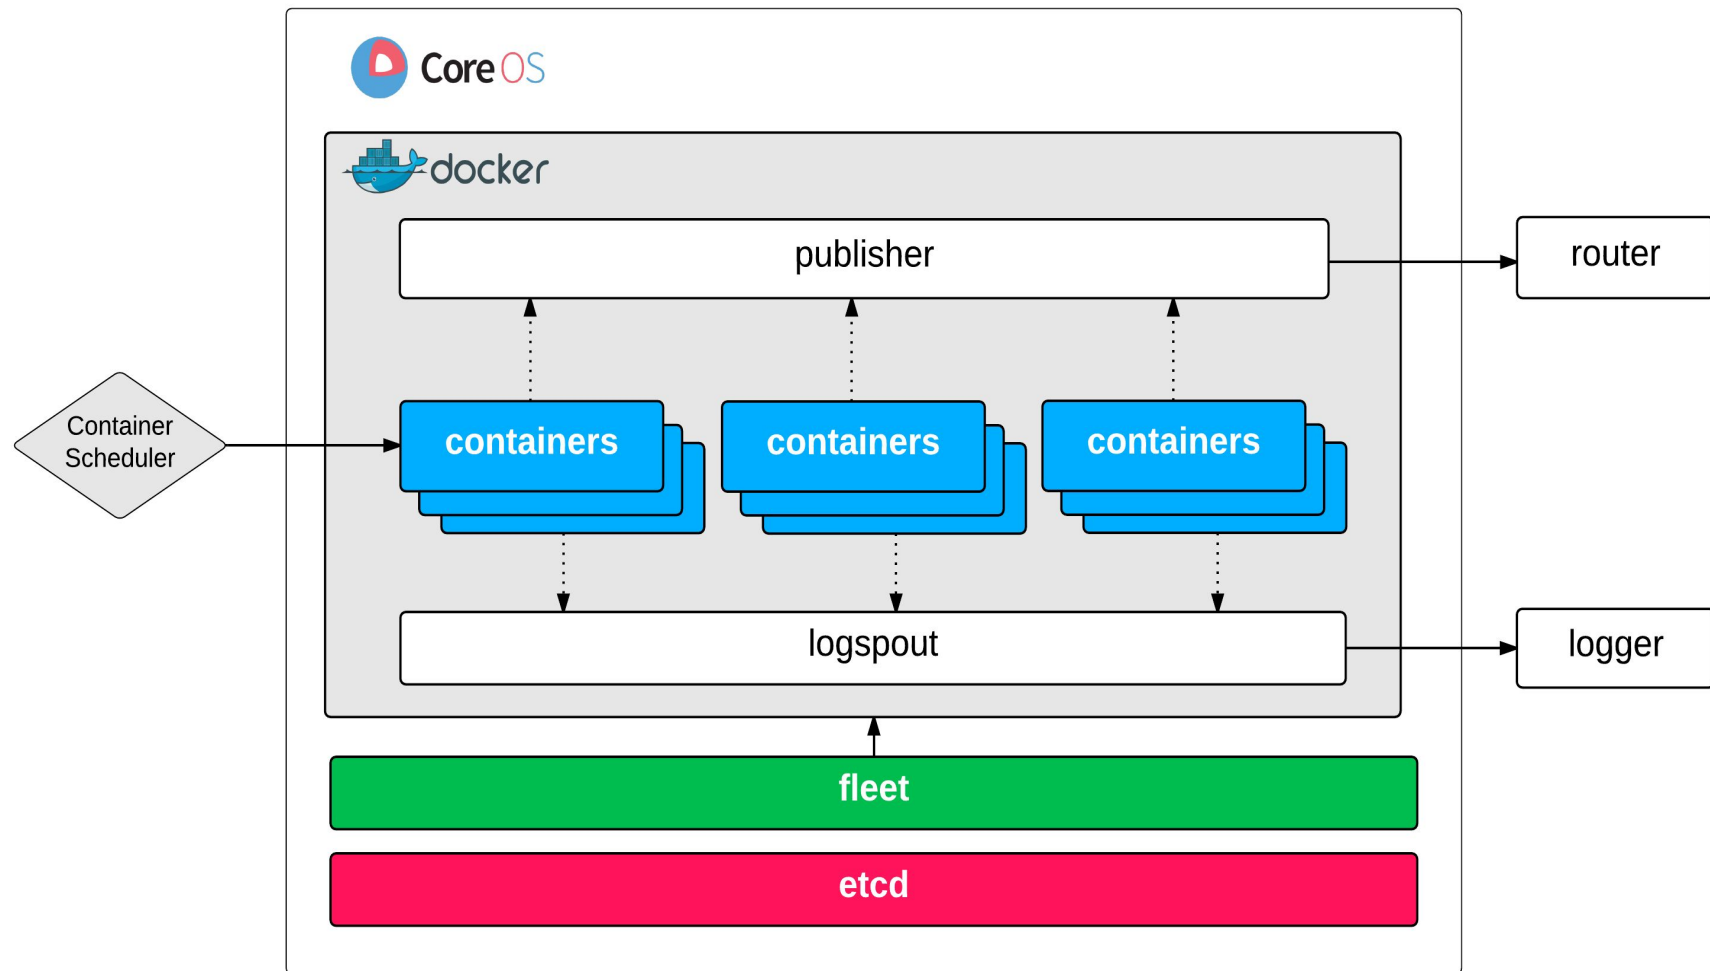 CoreOS
docker
publisher
router
Container
Scheduler
containers
containers
containers
logspout
logger
fleet
etcd